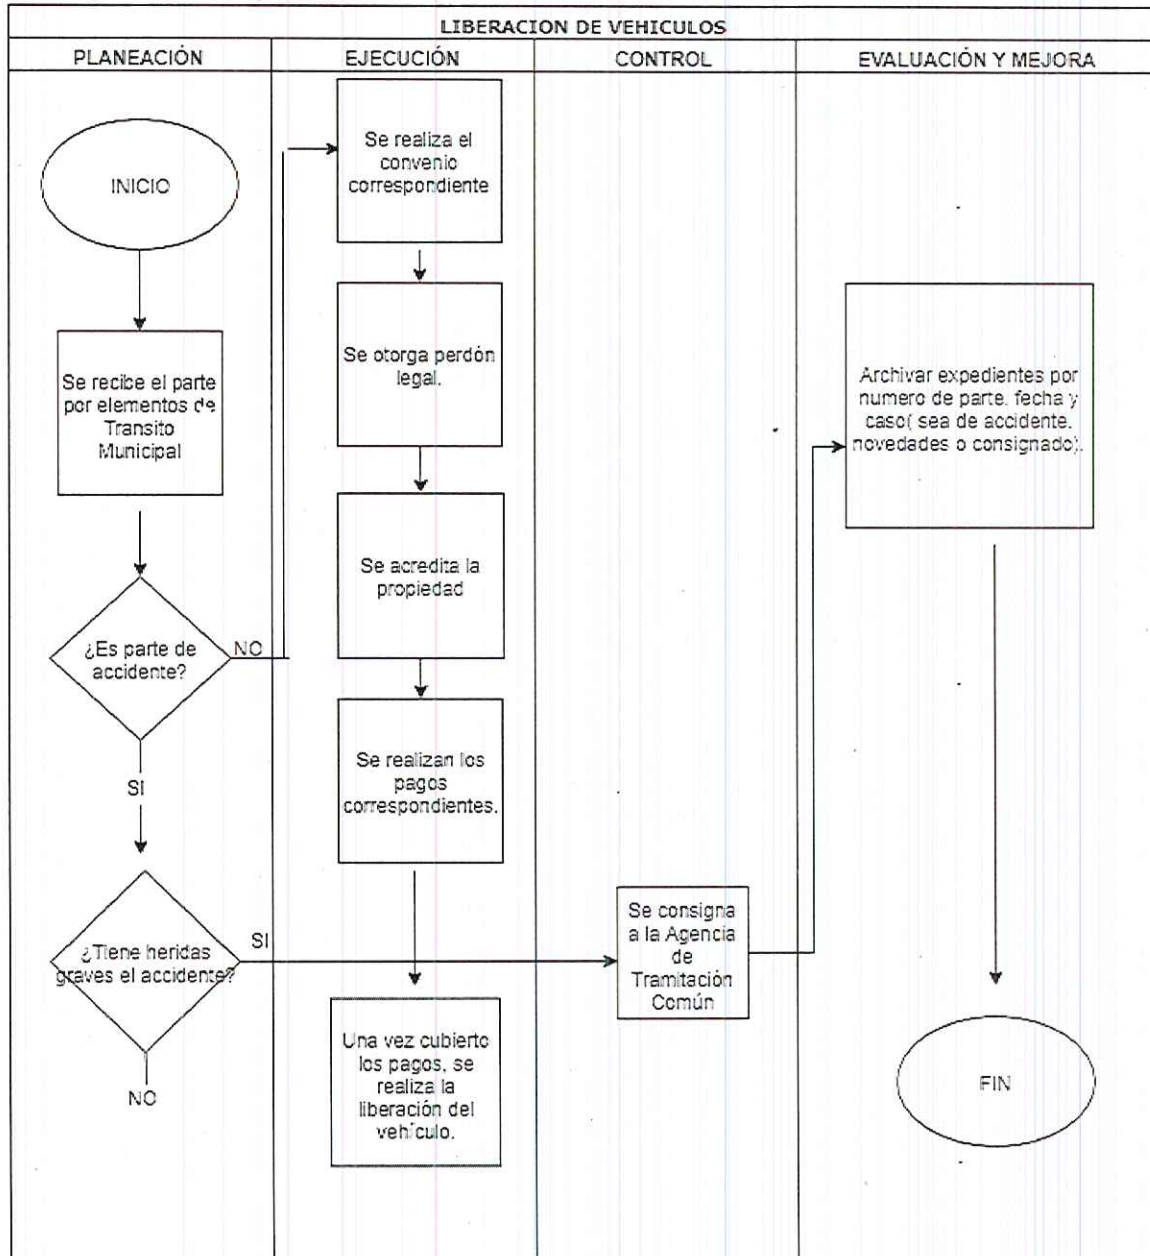 LIBERACION DE VEHICULOS
PLANEACIÓN
EJECUCIÓN
CONTROL
EVALUACIÓN Y MEJORA
INICIO
Se recibe el parte
por elementos de
Transito
Municipal
¿Es parte de
accidente?
NO
SI
¿Tiene heridas
graves el accidente?
SI
NO
Se realiza el
convenio
correspondiente
Se otorga perdón
legal.
Se acredita la
propiedad
Se realizan los
pagos
correspondientes.
Una vez cubierto
los pagos, se
realiza la
liberación del
vehículo.
Se consigna
a la Agencia
de
Tramitación
Común
Archivar expedientes por
numero de parte, fecha y
caso( sea de accidente,
novedades o consignado).
FIN